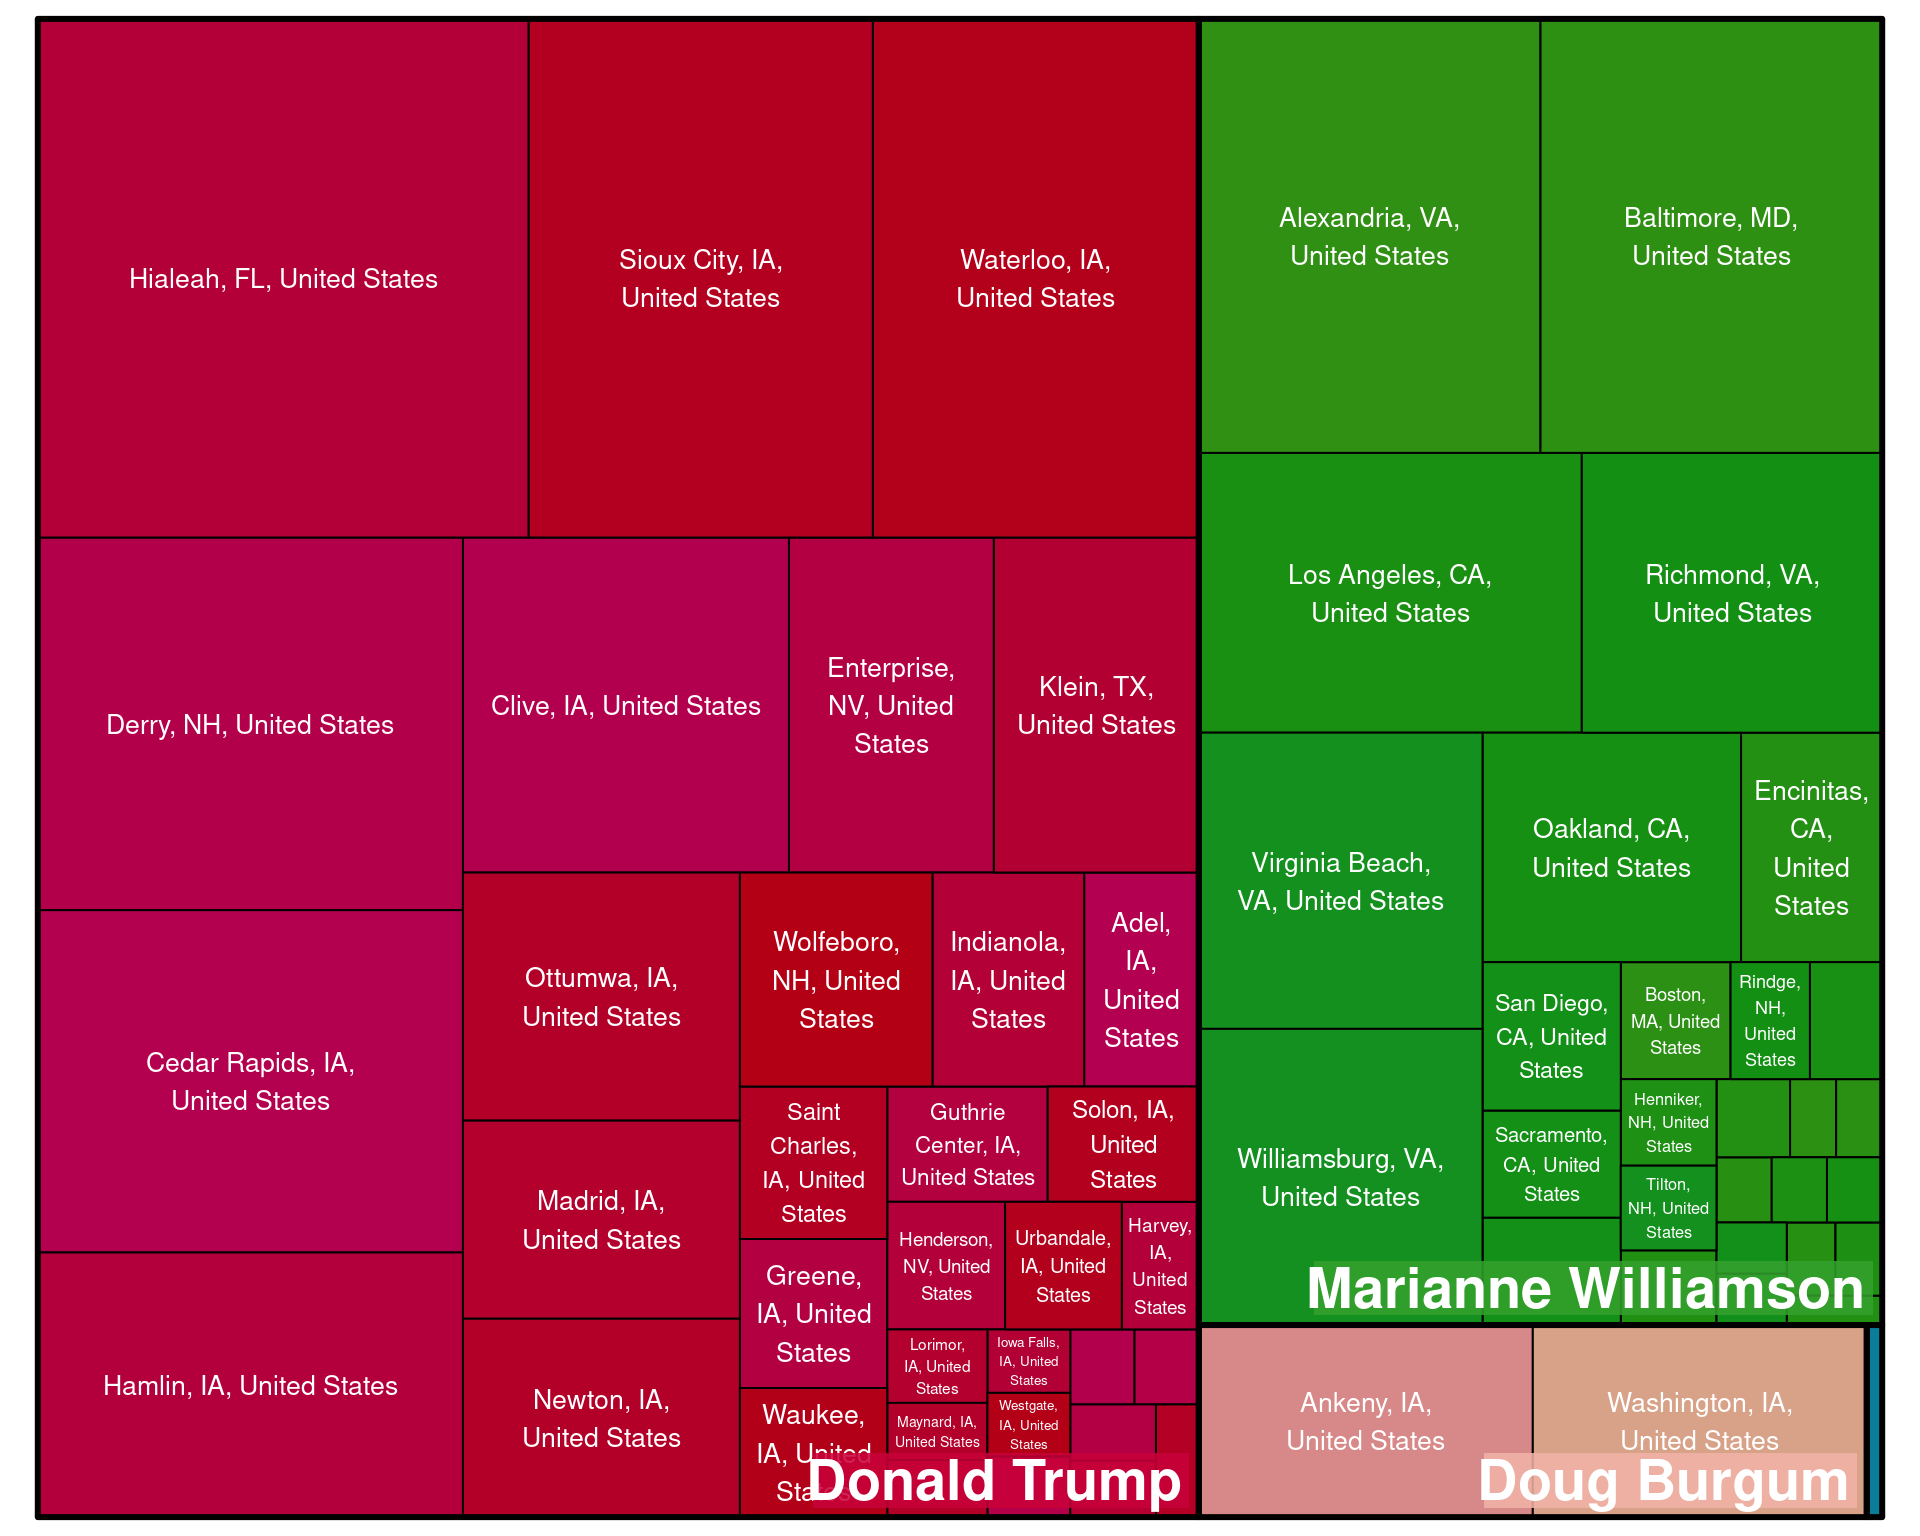 Hialeah, FL, United States
Sioux City, IA,
United States
Waterloo, IA,
United States
Derry, NH, United States
Clive, IA, United States
Enterprise,
NV, United
States
Klein, TX,
United States
Cedar Rapids, IA,
United States
Hamlin, IA, United States
Ottumwa, IA,
United States
Madrid, IA,
United States
Newton, IA,
United States
Wolfeboro,
NH, United
States
Indianola,
IA, United
States
Adel,
IA,
United
States
Saint
Charles,
IA, United
States
Greene,
IA, United
States
Waukee,
IA, United
States
Guthrie
Center, IA,
United States
Solon, IA,
United
States
Henderson,
NV, United
States
Urbandale,
IA, United
States
Harvey,
IA,
United
States
Lorimor,
IA, United
States
Iowa Falls,
IA, United
States
Maynard, IA,
United States
Westgate,
IA, United
States
Donald Trump
Alexandria, VA,
United States
Baltimore, MD,
United States
Los Angeles, CA,
United States
Richmond, VA,
United States
Virginia Beach,
VA, United States
Oakland, CA,
United States
Encinitas,
CA,
United
States
Williamsburg, VA,
United States
San Diego,
CA, United
States
Boston,
MA, United
States
Rindge,
NH,
United
States
Sacramento,
CA, United
States
Henniker,
NH, United
States
Tilton,
NH, United
States
Marianne Williamson
Ankeny, IA,
United States
Washington, IA,
United States
Doug Burgum